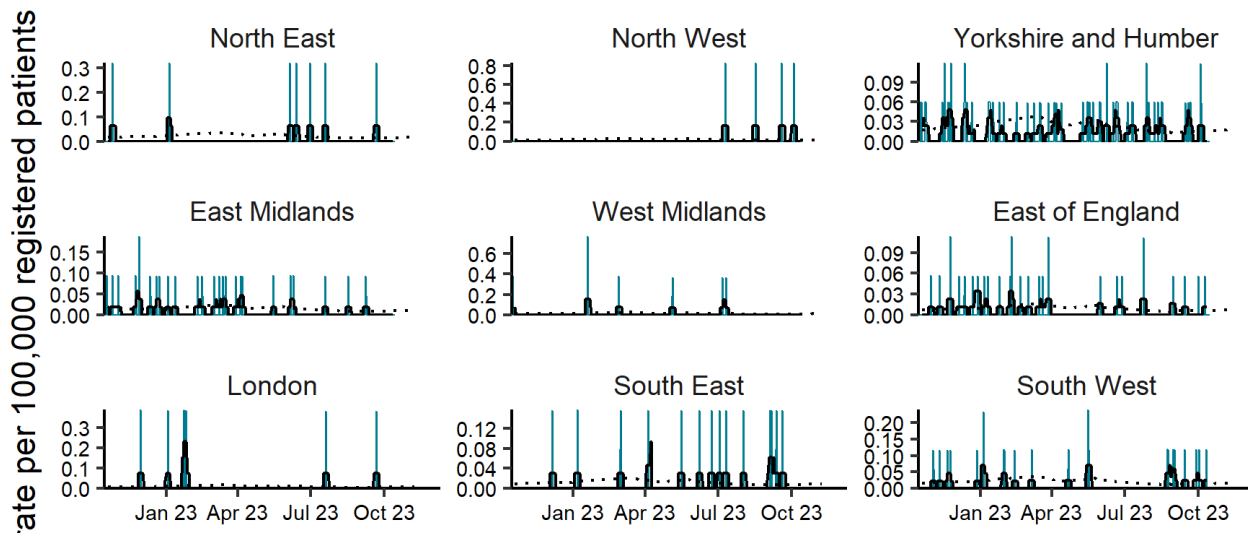 rate per 100,000 registered patients
North East
North West
Yorkshire and Humber
0.3
0.2
0.1
0.0
0.8
0.6
0.4
0.2
0.0
0.09
0.06
0.03
0.00
East Midlands
West Midlands
East of England
0.15
0.10
0.05
0.00
0.6
0.4
0.2
0.0
0.09
0.06
0.03
0.00
London
South East
South West
0.3
0.2
0.1
0.0
0.12
0.08
0.04
0.00
0.20
0.15
0.10
0.05
0.00
Jan 23 Apr 23 Jul 23 Oct 23
Jan 23 Apr 23 Jul 23 Oct 23
Jan 23 Apr 23 Jul 23 Oct 23